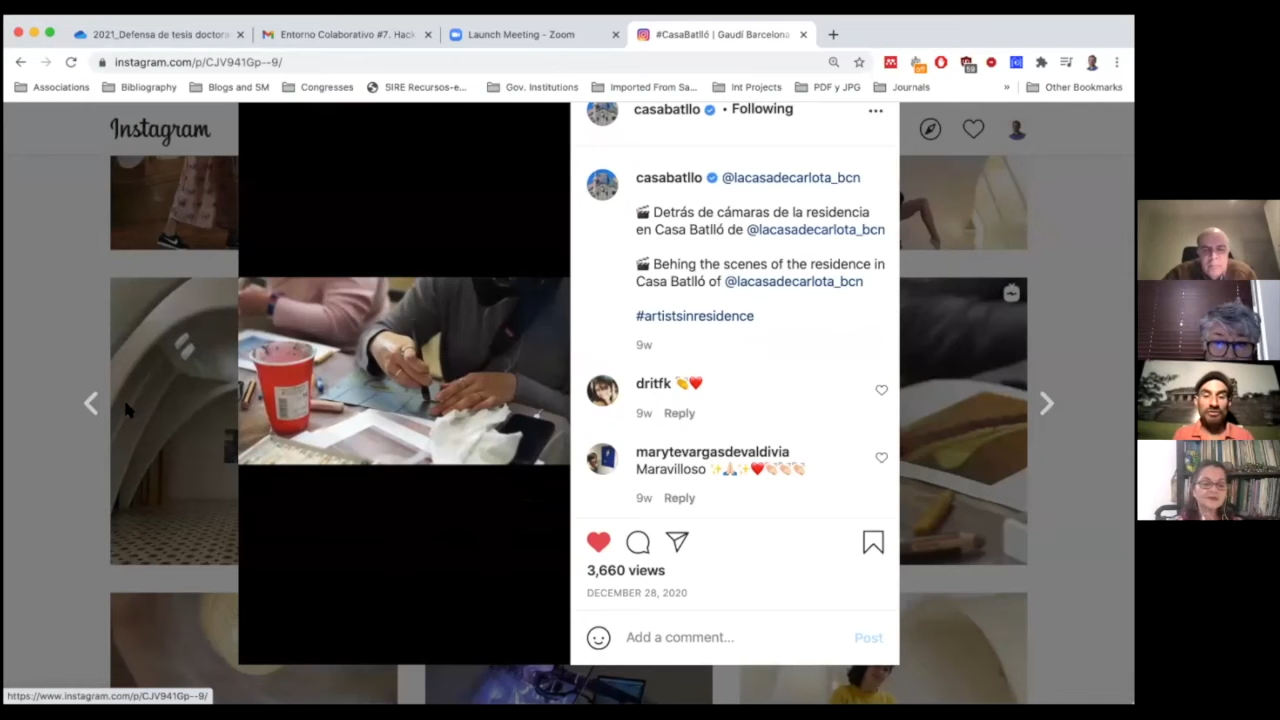 2021_Defensa de tesis doctora
Entorno Colaborativo #7. Hack
Launch Meeting - Zoom
#CasaBatlló | Gaudí Barcelona
instagram.com/p/CJV941Gp--9/
Associations
Bibliography
Blogs and SM
Congresses
SIRE Recursos-e...
Gov. Institutions
Imported From Sa...
Int Projects
PDF y JPG
Journals
»
Other Bookmarks
Instagram
casabatllo • Following
casabatllo @lacasadecarlota_bcn
Detrás de cámaras de la residencia
en Casa Batlló de @lacasadecarlota_bcn
Behing the scenes of the residence in
Casa Batlló of @lacasadecarlota_bcn
#artistsinresidence
9w
dritfk 👏❤️
9w Reply
marytevargasdevaldivia
Maravilloso ✨🙏🏻✨❤️👏🏻👏🏻👏🏻
9w Reply
3,660 views
DECEMBER 28, 2020
Add a comment...
Post
https://www.instagram.com/p/CJV941Gp--9/